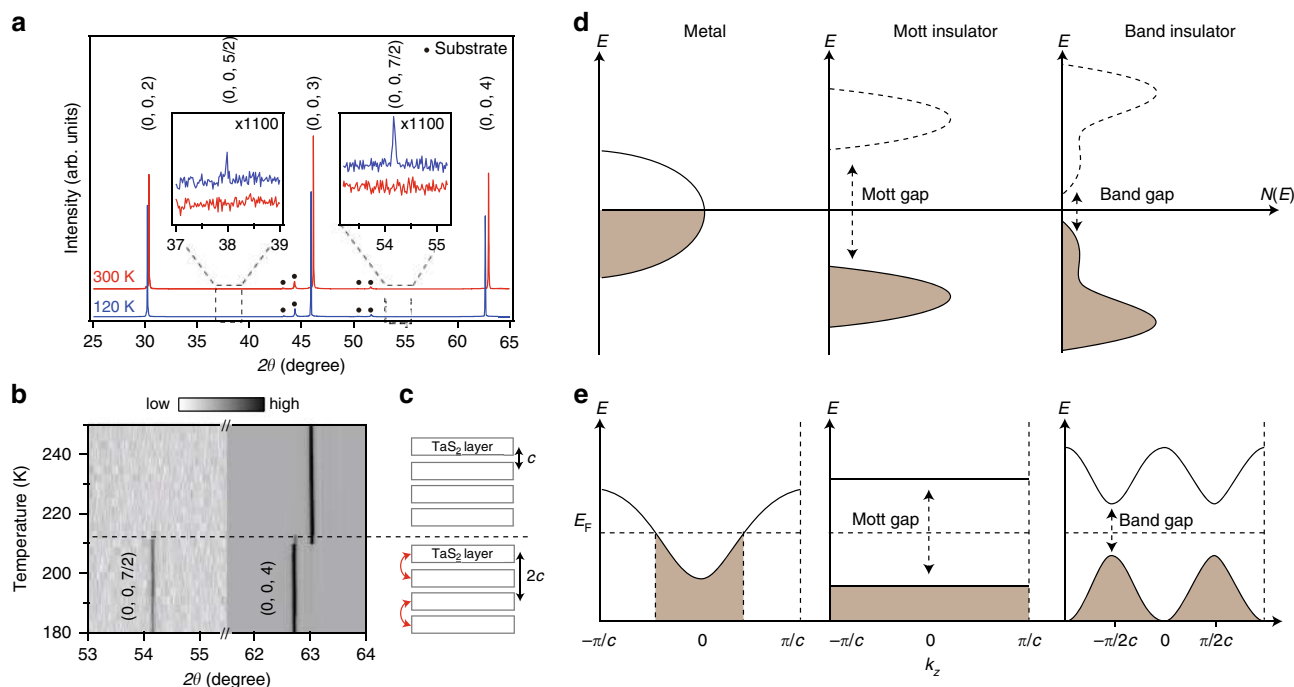 a
Intensity (arb. units)
(0, 0, 2)
(0, 0, 5/2)
(0, 0, 3)
(0, 0, 7/2)
(0, 0, 4)
• Substrate
x1100
x1100
37 38 39
54 55
300 K
120 K
25 30 35 40 45 50 55 60 65
2θ (degree)
b
low high
Temperature (K)
240
220
200
180
(0, 0, 7/2)
(0, 0, 4)
53 54 55 62 63 64
2θ (degree)
c
TaS₂ layer
c
TaS₂ layer
2c
d
Metal Mott insulator Band insulator
E E E
Mott gap
Band gap
N(E)
e
E E E
E_F
Mott gap
Band gap
−π/c 0 π/c −π/c 0 π/c −π/2c 0 π/2c
k_z